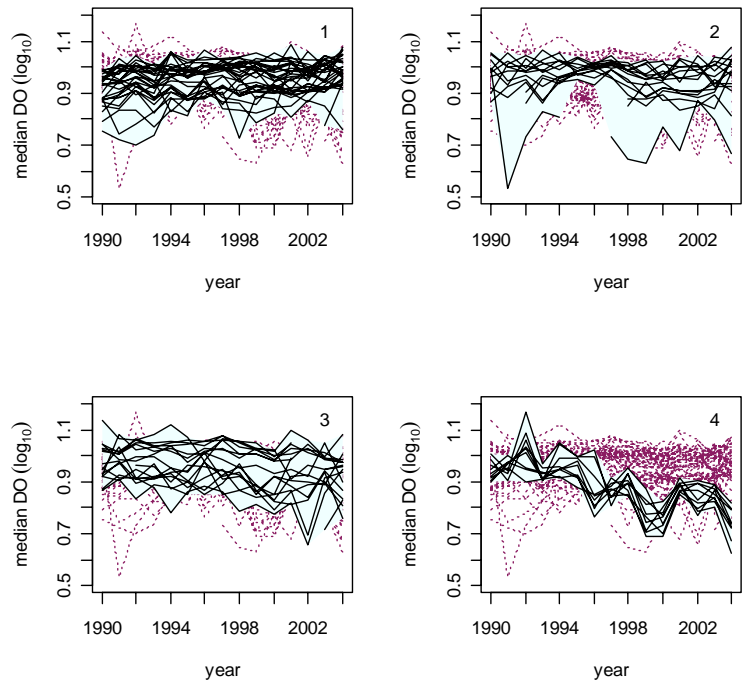 1
2
median DO (log10)
0.5 0.7 0.9 1.1
1990 1994 1998 2002
year
median DO (log10)
0.5 0.7 0.9 1.1
1990 1994 1998 2002
year
3
4
median DO (log10)
0.5 0.7 0.9 1.1
1990 1994 1998 2002
year
median DO (log10)
0.5 0.7 0.9 1.1
1990 1994 1998 2002
year